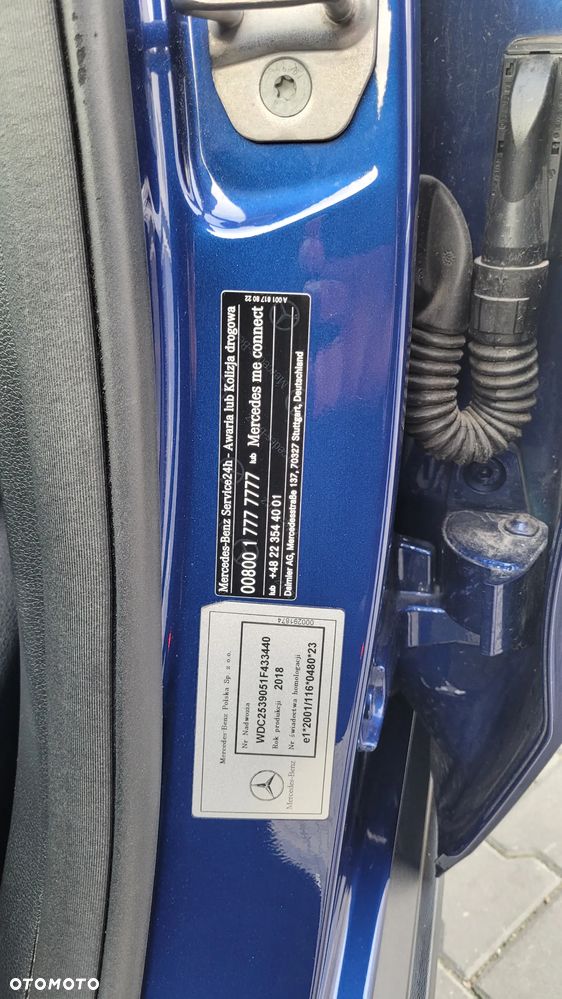 A 001 817 80 22
Mercedes-Benz Service24h - Awaria lub Kolizja drogowa
00800 1 777 7777 lub Mercedes me connect
lub +48 22 354 40 01
Daimler AG, Mercedesstraße 137, 70327 Stuttgart, Deutschland
000291874
Mercedes-Benz Polska Sp. z o.o.
Nr Nadwozia
WDC2539051F433440
Rok produkcji 2018
Nr świadectwa homologacji
e1*2001/116*0480*23
Mercedes-Benz
OTOMOTO